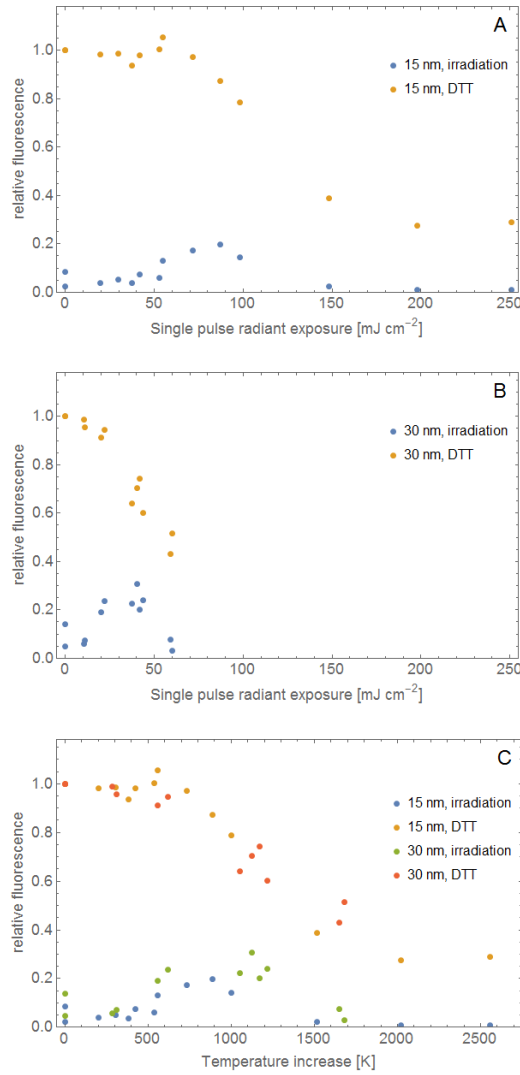 A
1.0
0.8
0.6
0.4
0.2
0.0
relative fluorescence
15 nm, irradiation
15 nm, DTT
0 50 100 150 200 250
Single pulse radiant exposure [mJ cm⁻²]
B
1.0
0.8
0.6
0.4
0.2
0.0
relative fluorescence
30 nm, irradiation
30 nm, DTT
0 50 100 150 200 250
Single pulse radiant exposure [mJ cm⁻²]
C
1.0
0.8
0.6
0.4
0.2
0.0
relative fluorescence
15 nm, irradiation
15 nm, DTT
30 nm, irradiation
30 nm, DTT
0 500 1000 1500 2000 2500
Temperature increase [K]